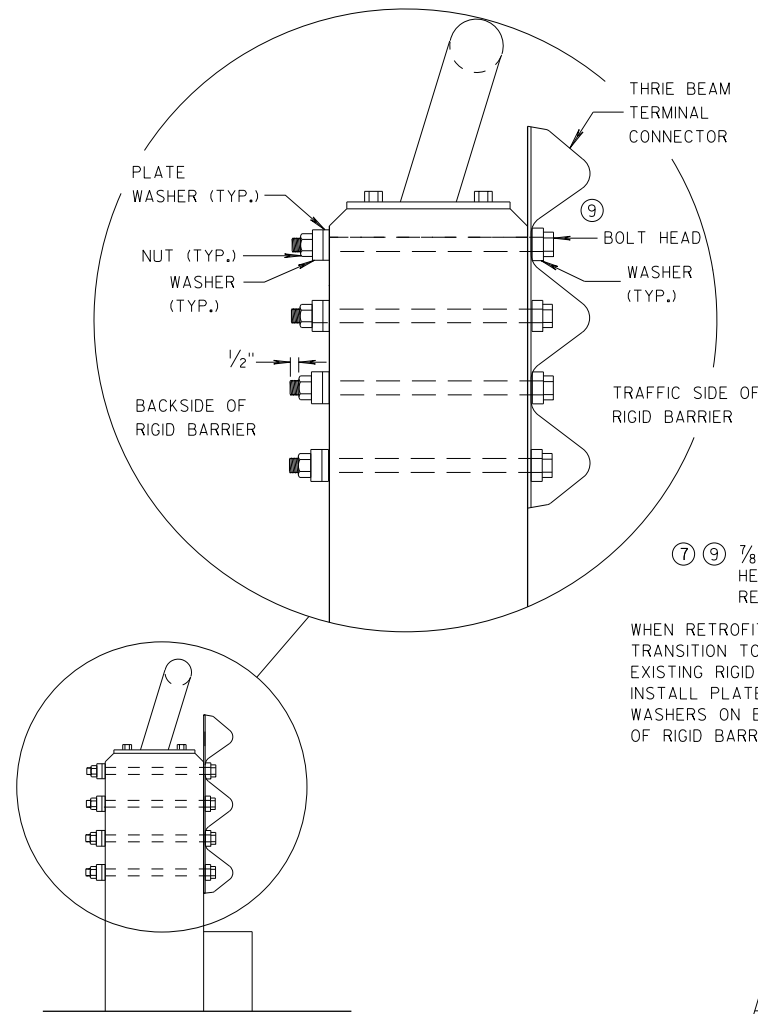 THRIE BEAM
TERMINAL
CONNECTOR
PLATE
WASHER (TYP.)
⑨
BOLT HEAD
NUT (TYP.)
WASHER
(TYP.)
WASHER
(TYP.)
1/2"
BACKSIDE OF
RIGID BARRIER
TRAFFIC SIDE OF
RIGID BARRIER
⑦ ⑨ 7/8
HE
RE
WHEN RETROFI
TRANSITION TO
EXISTING RIGID
INSTALL PLATE
WASHERS ON
OF RIGID BARR